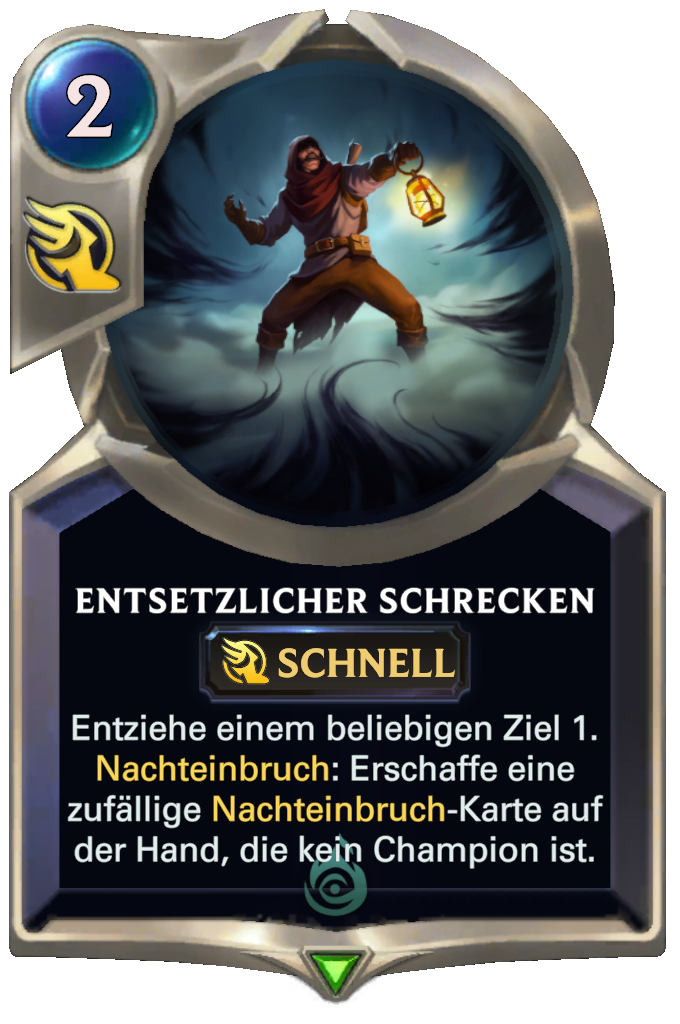 2
ENTSETZLICHER SCHRECKEN
SCHNELL
Entziehe einem beliebigen Ziel 1.
Nachteinbruch: Erschaffe eine
zufällige Nachteinbruch-Karte auf
der Hand, die kein Champion ist.